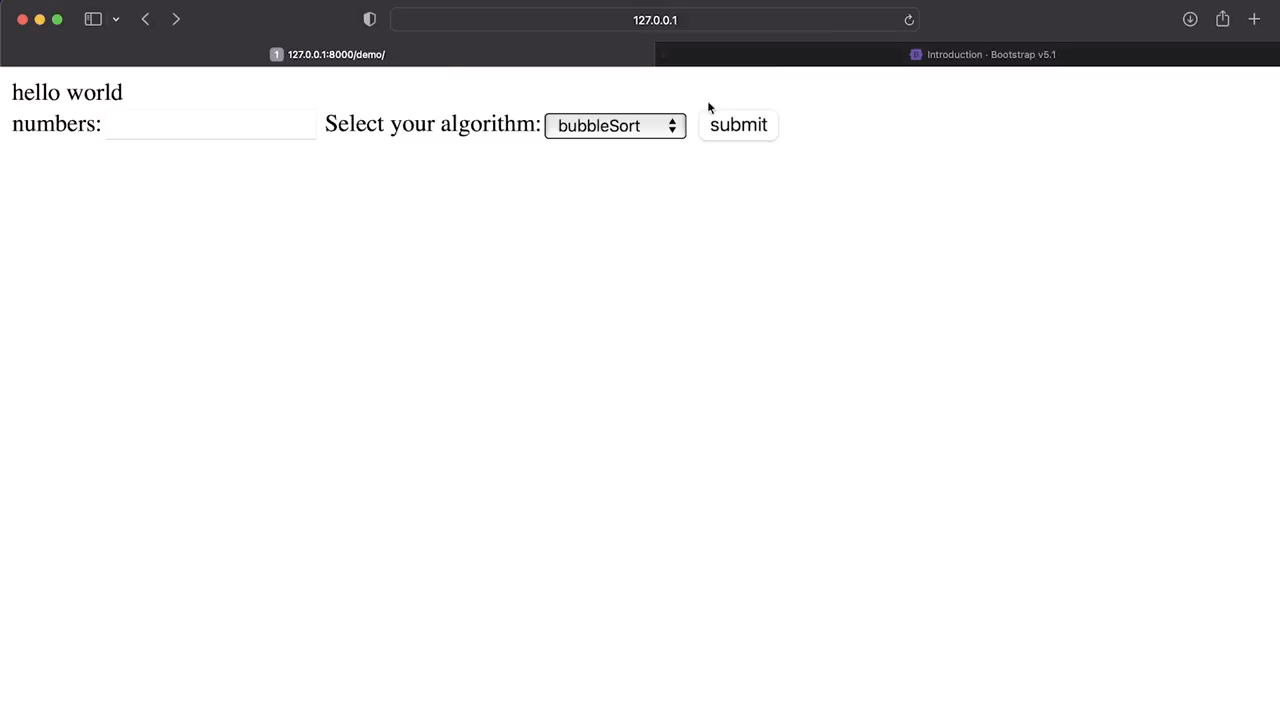 127.0.0.1
1 127.0.0.1:8000/demo/
B Introduction · Bootstrap v5.1
hello world
numbers: Select your algorithm: bubbleSort submit